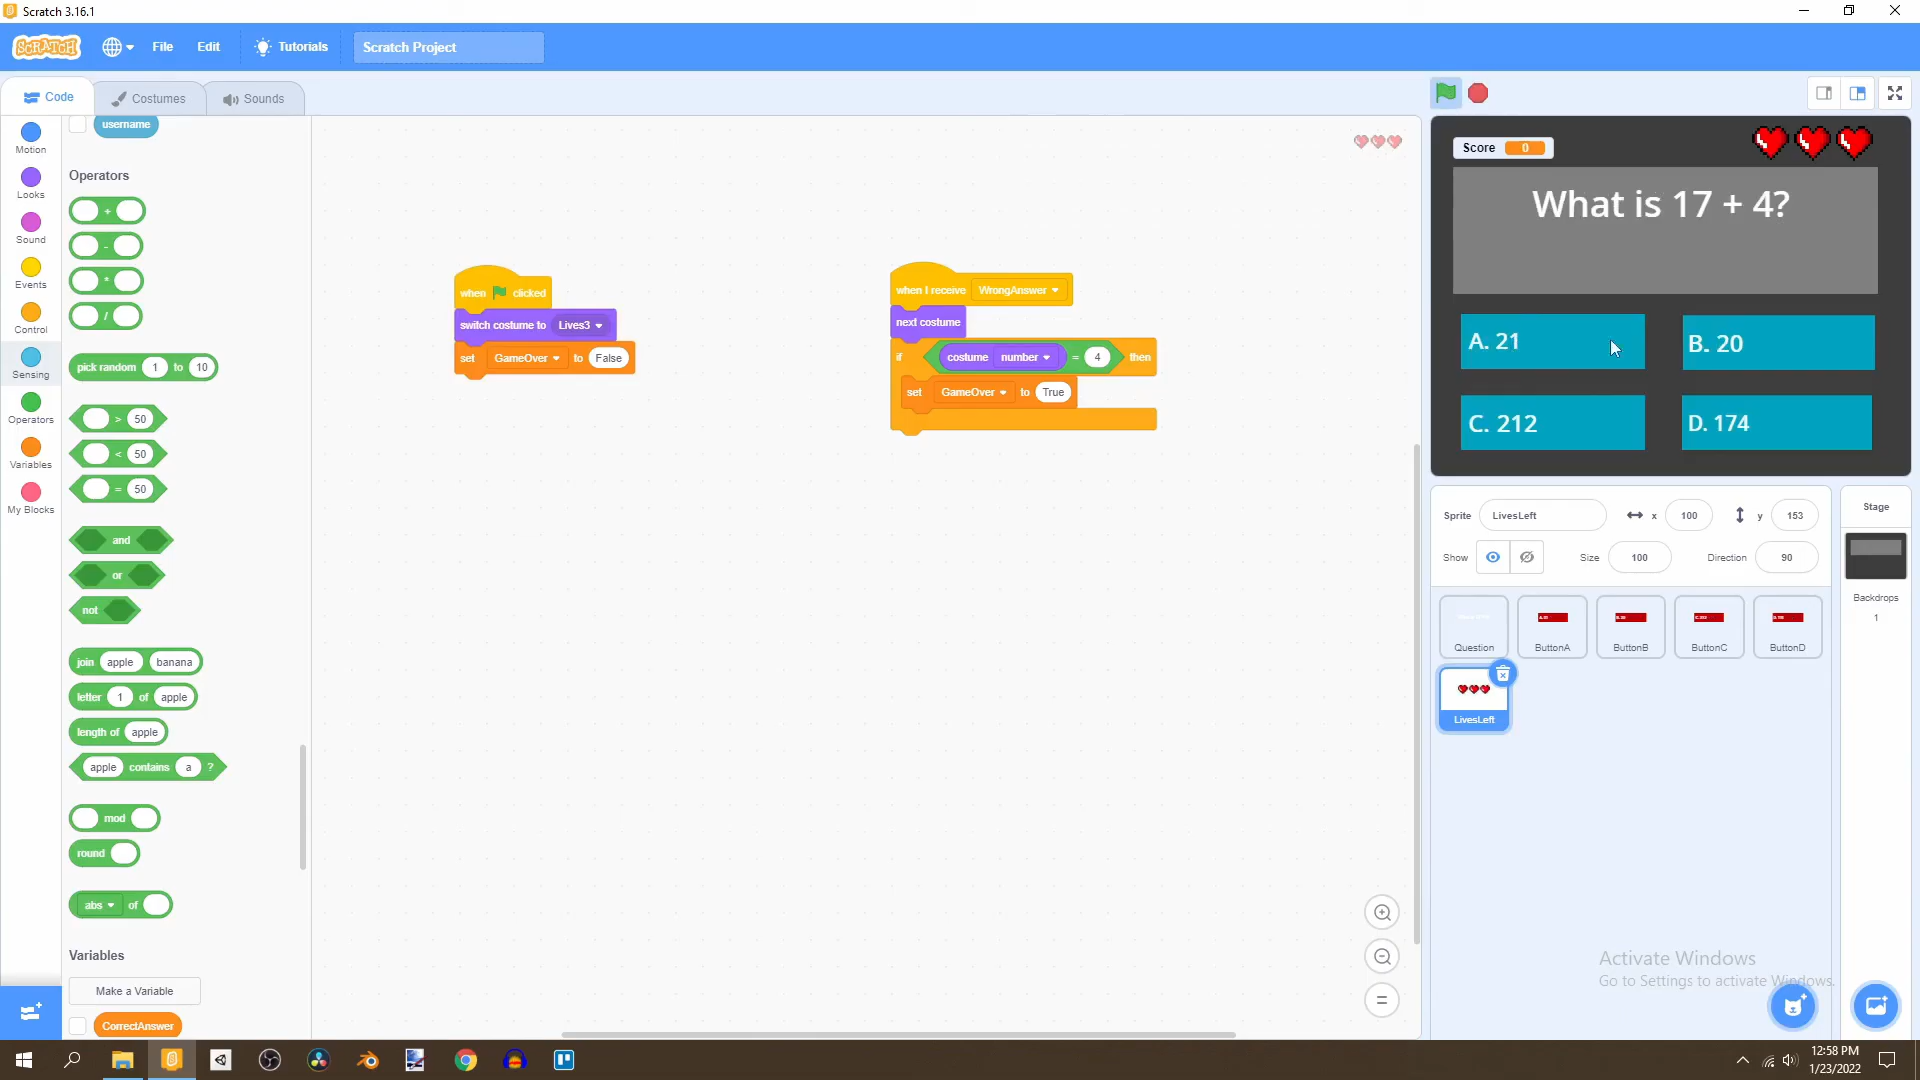 Scratch 3.16.1
SCRATCH
File
Edit
Tutorials
Scratch Project
Code
Costumes
Sounds
Motion
Looks
Sound
Events
Control
Sensing
Operators
Variables
My Blocks
username
Operators
+
-
*
/
pick random 1 to 10
> 50
< 50
= 50
and
or
not
join apple banana
letter 1 of apple
length of apple
apple contains a ?
mod
round
abs of
Variables
Make a Variable
CorrectAnswer
when clicked
switch costume to Lives3
set GameOver to False
when I receive WrongAnswer
next costume
if costume number = 4 then
set GameOver to True
Score 0
What is 17 + 4?
A. 21
B. 20
C. 212
D. 174
Sprite LivesLeft x 100 y 153
Show Size 100 Direction 90
Question
ButtonA
ButtonB
ButtonC
ButtonD
LivesLeft
Stage
Backdrops
1
Activate Windows
Go to Settings to activate Windows.
12:58 PM
1/23/2022